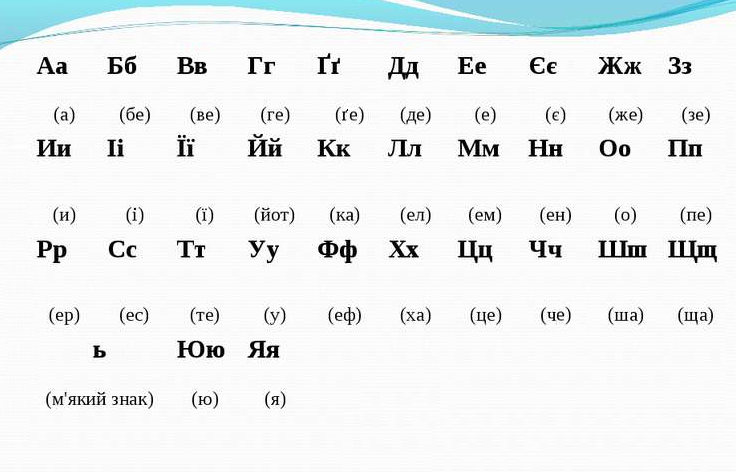 Аа Бб Вв Гг Ґґ Дд Ее Єє Жж Зз
(а) (бе) (ве) (ге) (ґе) (де) (е) (є) (же) (зе)
Ии Іі Її Йй Кк Лл Мм Нн Оо Пп
(и) (і) (ї) (йот) (ка) (ел) (ем) (ен) (о) (пе)
Рр Сс Тт Уу Фф Хх Цц Чч Шш Щщ
(ер) (ес) (те) (у) (еф) (ха) (це) (че) (ша) (ща)
ь Юю Яя
(м'який знак) (ю) (я)